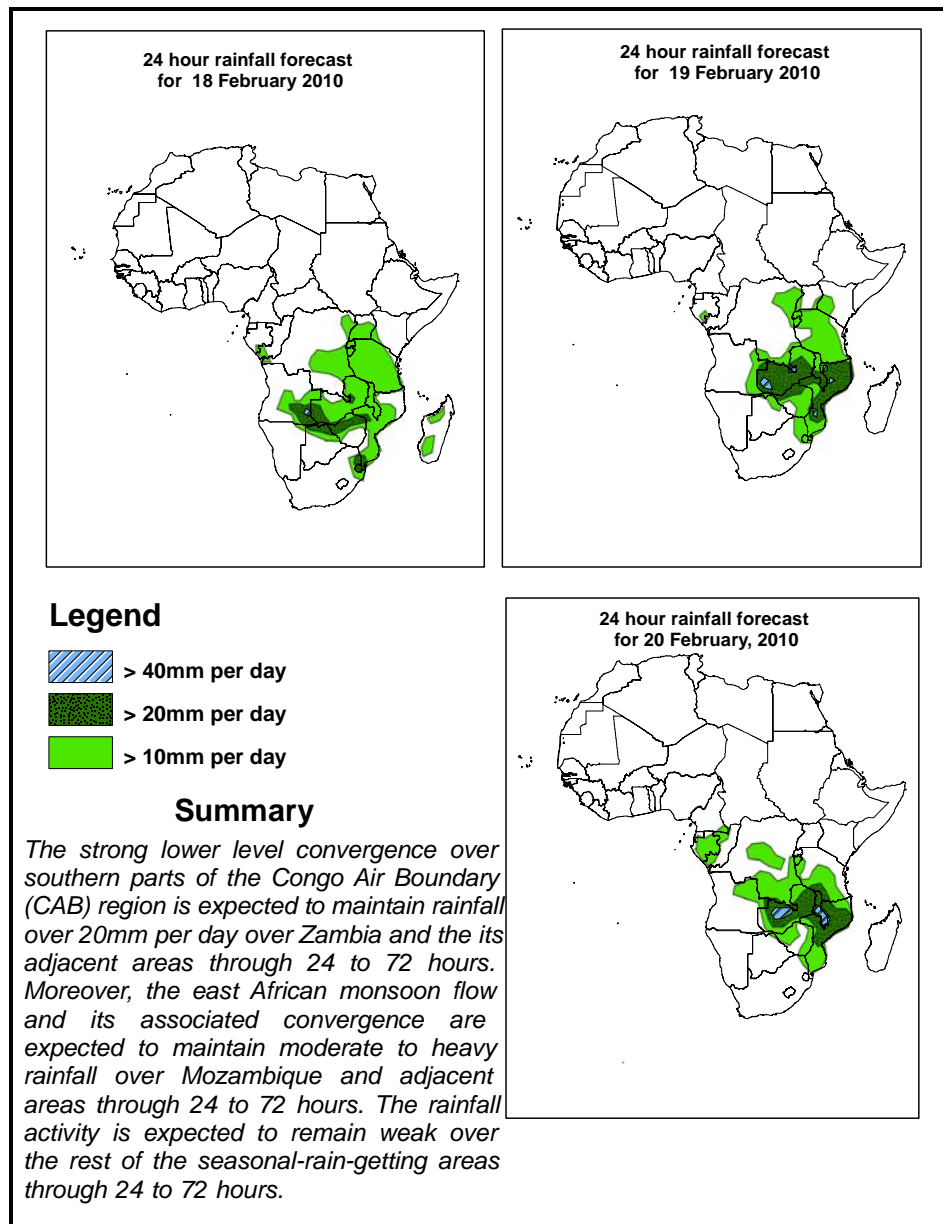 24 hour rainfall forecast
for 18 February 2010
24 hour rainfall forecast
for 19 February 2010
Legend
> 40mm per day
> 20mm per day
> 10mm per day
24 hour rainfall forecast
for 20 February, 2010
Summary
The strong lower level convergence over
southern parts of the Congo Air Boundary
(CAB) region is expected to maintain rainfall
over 20mm per day over Zambia and the its
adjacent areas through 24 to 72 hours.
Moreover, the east African monsoon flow
and its associated convergence are
expected to maintain moderate to heavy
rainfall over Mozambique and adjacent
areas through 24 to 72 hours. The rainfall
activity is expected to remain weak over
the rest of the seasonal-rain-getting areas
through 24 to 72 hours.